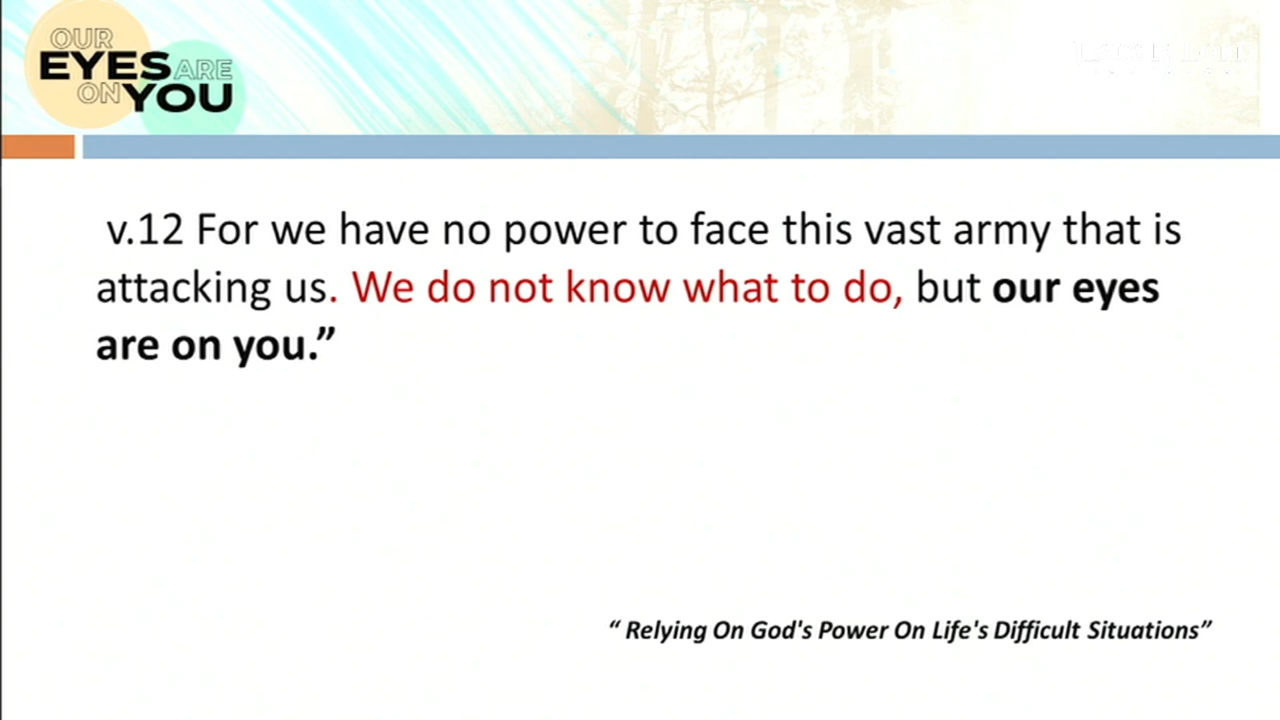 OUR
EYES ARE
ON YOU
v.12 For we have no power to face this vast army that is
attacking us. We do not know what to do, but our eyes
are on you.”
“ Relying On God's Power On Life's Difficult Situations”